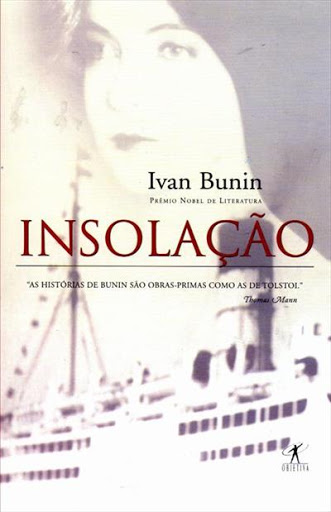 Ivan Bunin
PRÊMIO NOBEL DE LITERATURA
INSOLAÇÃO
"AS HISTÓRIAS DE BUNIN SÃO OBRAS-PRIMAS COMO AS DE TOLSTOI."
Thomas Mann
OBJETIVA